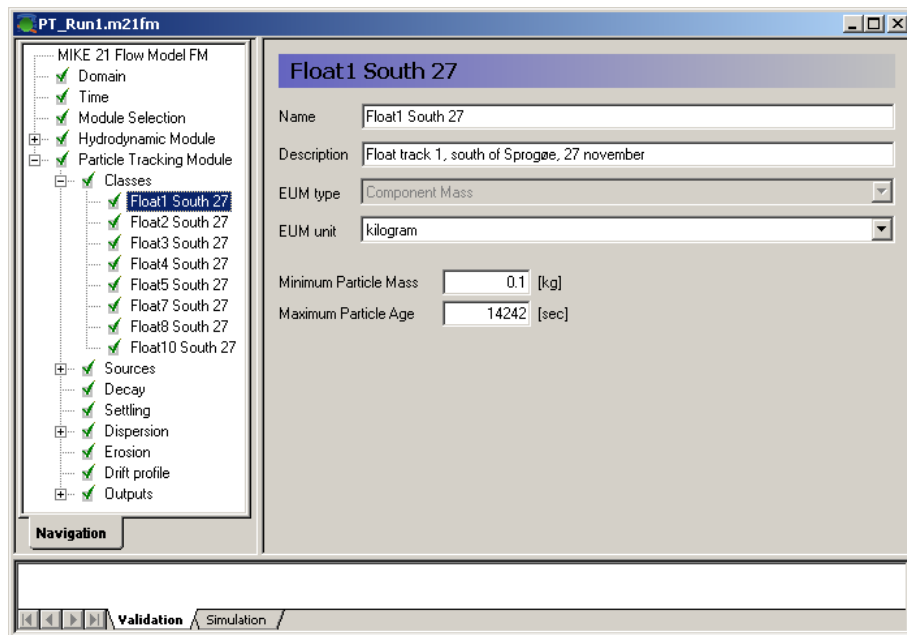 PT_Run1.m21fm
MIKE 21 Flow Model FM
Domain
Time
Module Selection
Hydrodynamic Module
Particle Tracking Module
Classes
Float1 South 27
Float2 South 27
Float3 South 27
Float4 South 27
Float5 South 27
Float7 South 27
Float8 South 27
Float10 South 27
Sources
Decay
Settling
Dispersion
Erosion
Drift profile
Outputs
Navigation
Float1 South 27
Name Float1 South 27
Description Float track 1, south of Sprogøe, 27 november
EUM type Component Mass
EUM unit kilogram
Minimum Particle Mass 0.1 [kg]
Maximum Particle Age 14242 [sec]
Validation Simulation